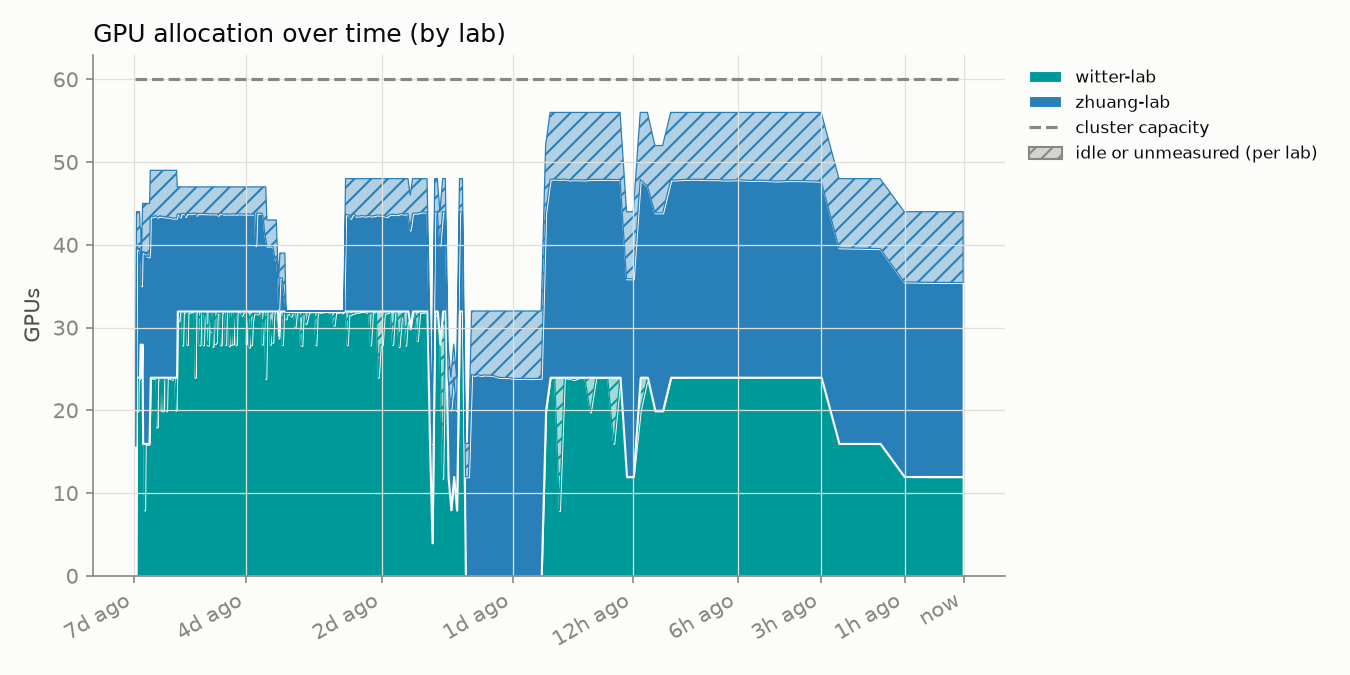 GPU allocation over time (by lab)
GPUs
60
50
40
30
20
10
0
7d ago
4d ago
2d ago
1d ago
12h ago
6h ago
3h ago
1h ago
now
witter-lab
zhuang-lab
cluster capacity
idle or unmeasured (per lab)